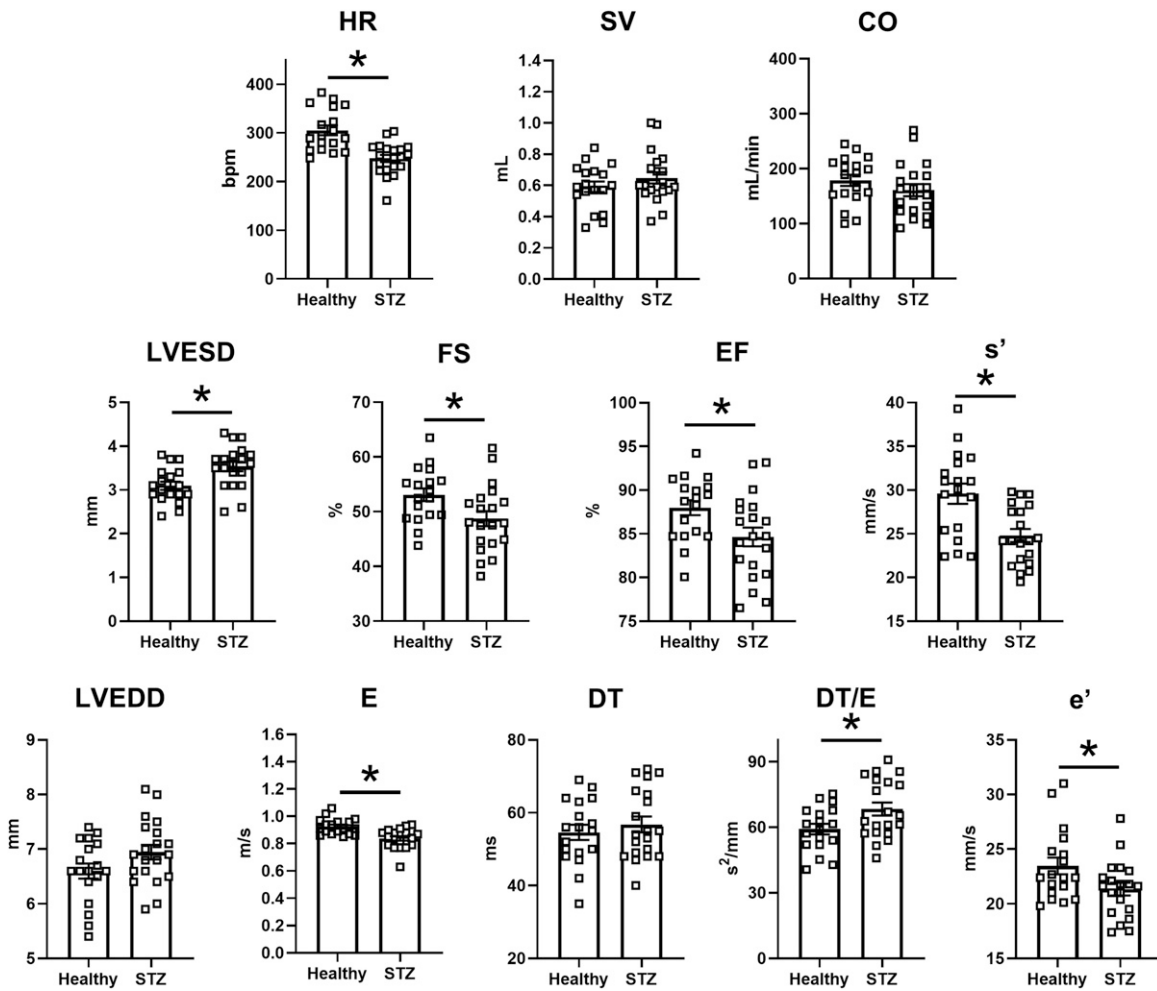 HR
*
bpm
400
300
200
100
0
Healthy STZ
SV
mL
1.4
1.2
1.0
0.8
0.6
0.4
0.2
0.0
Healthy STZ
CO
mL/min
400
300
200
100
0
Healthy STZ
LVESD
*
mm
5
4
3
2
1
0
Healthy STZ
FS
*
%
70
60
50
40
30
Healthy STZ
EF
*
%
100
95
90
85
80
75
Healthy STZ
s’
*
mm/s
40
35
30
25
20
15
Healthy STZ
LVEDD
mm
9
8
7
6
5
Healthy STZ
E
*
m/s
1.6
1.4
1.2
1.0
0.8
0.6
0.4
0.2
0.0
Healthy STZ
DT
ms
80
60
40
20
Healthy STZ
DT/E
*
s²/mm
90
60
30
0
Healthy STZ
e’
*
mm/s
35
30
25
20
15
Healthy STZ